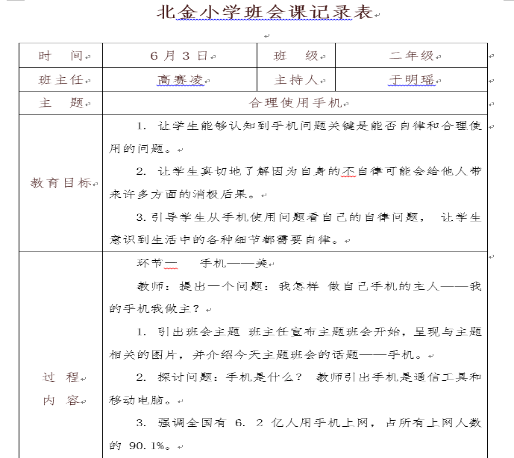 北金小学班会课记录表
时 间 6月3日 班 级 二年级
班主任 高赛凌 主持人 于明瑶
主 题 合理使用手机
教育目标
1. 让学生能够认知到手机问题关键是能否自律和合理使
用的问题。
2. 让学生真切地了解因为自身的不自律可能会给他人带
来许多方面的消极后果。
3.引导学生从手机使用问题看自己的自律问题， 让学生
意识到生活中的各种细节都需要自律。
过 程
内 容
环节一 手机——美
教师：提出一个问题：我怎样 做自己手机的主人——我
的手机我做主？
1. 引出班会主题 班主任宣布主题班会开始，呈现与主题
相关的图片，并介绍今天主题班会的话题——手机。
2. 探讨问题：手机是什么？ 教师引出手机是通信工具和
移动电脑。
3. 强调全国有 6. 2 亿人用手机上网，占所有上网人数
的 90.1%。